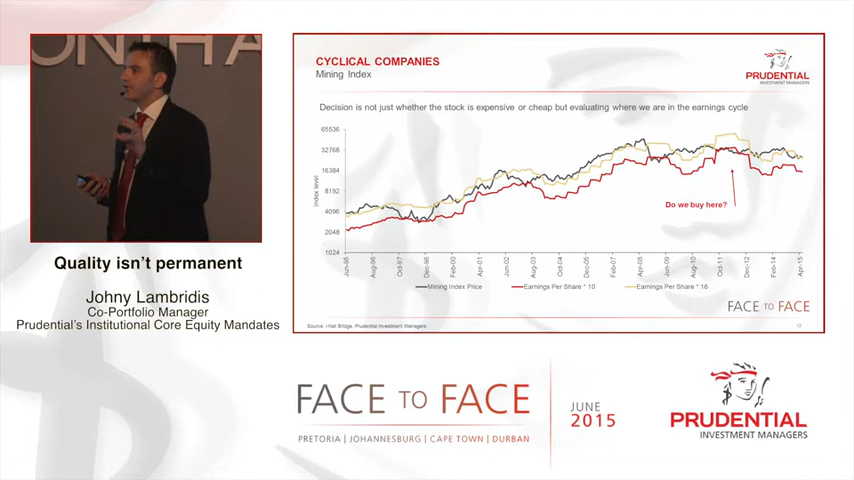 ONTHA
Quality isn't permanent
Johny Lambridis
Co-Portfolio Manager
Prudential's Institutional Core Equity Mandates
CYCLICAL COMPANIES
Mining Index
PRUDENTIAL
INVESTMENT MANAGERS
Decision is not just whether the stock is expensive or cheap but evaluating where we are in the earnings cycle
Index level
65536
32768
16384
8192
4096
2048
1024
Do we buy here?
Jun-95
Aug-96
Oct-97
Dec-98
Feb-00
Apr-01
Jun-02
Aug-03
Oct-04
Dec-05
Feb-07
Apr-08
Jun-09
Aug-10
Oct-11
Dec-12
Feb-14
Apr-15
Mining Index Price
Earnings Per Share * 10
Earnings Per Share * 16
FACE TO FACE
Source: I-Net Bridge, Prudential Investment Managers
12
FACE TO FACE
PRETORIA | JOHANNESBURG | CAPE TOWN | DURBAN
JUNE
2015
PRUDENTIAL
INVESTMENT MANAGERS